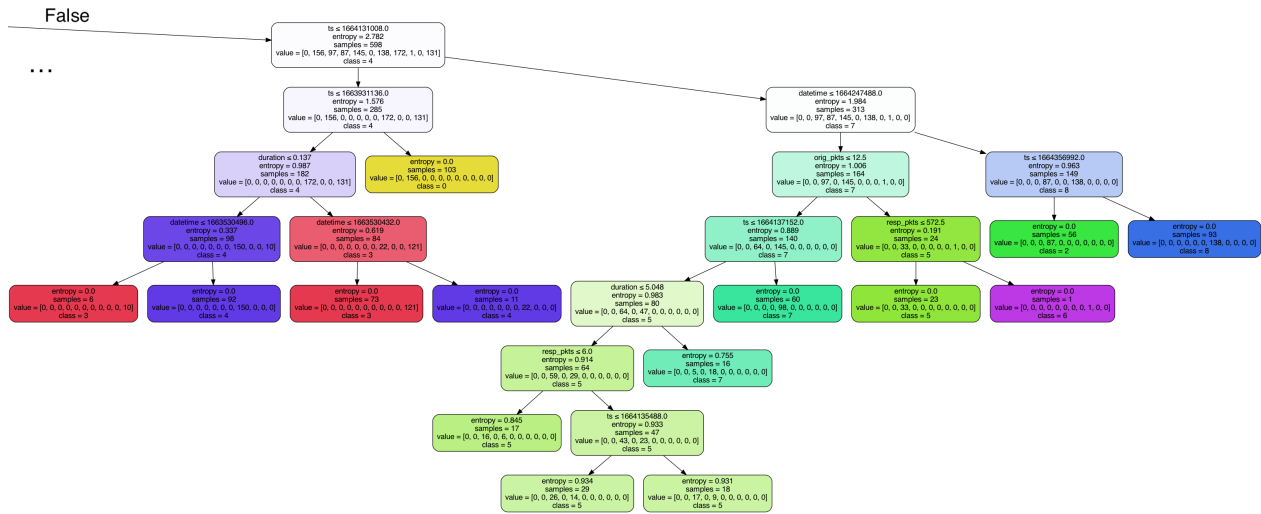 False
...
ts ≤ 1664131008.0
entropy = 2.782
samples = 598
value = [0, 156, 97, 87, 145, 0, 138, 172, 1, 0, 131]
class = 4
ts ≤ 1663931136.0
entropy = 1.576
samples = 285
value = [0, 156, 0, 0, 0, 0, 0, 172, 0, 0, 131]
class = 4
datetime ≤ 1664247488.0
entropy = 1.984
samples = 313
value = [0, 0, 97, 87, 145, 0, 138, 0, 1, 0, 0]
class = 7
duration ≤ 0.137
entropy = 0.987
samples = 182
value = [0, 0, 0, 0, 0, 0, 0, 172, 0, 0, 131]
class = 4
entropy = 0.0
samples = 103
value = [0, 156, 0, 0, 0, 0, 0, 0, 0, 0, 0]
class = 0
orig_pkts ≤ 12.5
entropy = 1.006
samples = 164
value = [0, 0, 97, 0, 145, 0, 0, 0, 1, 0, 0]
class = 7
ts ≤ 1664356992.0
entropy = 0.963
samples = 149
value = [0, 0, 0, 87, 0, 0, 138, 0, 0, 0, 0]
class = 8
datetime ≤ 1663530496.0
entropy = 0.337
samples = 98
value = [0, 0, 0, 0, 0, 0, 0, 150, 0, 0, 10]
class = 4
datetime ≤ 1663530432.0
entropy = 0.619
samples = 84
value = [0, 0, 0, 0, 0, 0, 0, 22, 0, 0, 121]
class = 3
ts ≤ 1664137152.0
entropy = 0.889
samples = 140
value = [0, 0, 64, 0, 145, 0, 0, 0, 0, 0, 0]
class = 7
resp_pkts ≤ 572.5
entropy = 0.191
samples = 24
value = [0, 0, 33, 0, 0, 0, 0, 0, 1, 0, 0]
class = 5
entropy = 0.0
samples = 56
value = [0, 0, 0, 87, 0, 0, 0, 0, 0, 0, 0]
class = 2
entropy = 0.0
samples = 93
value = [0, 0, 0, 0, 0, 0, 138, 0, 0, 0, 0]
class = 8
entropy = 0.0
samples = 6
value = [0, 0, 0, 0, 0, 0, 0, 0, 0, 0, 10]
class = 3
entropy = 0.0
samples = 92
value = [0, 0, 0, 0, 0, 0, 0, 150, 0, 0, 0]
class = 4
entropy = 0.0
samples = 73
value = [0, 0, 0, 0, 0, 0, 0, 0, 0, 0, 121]
class = 3
entropy = 0.0
samples = 11
value = [0, 0, 0, 0, 0, 0, 0, 22, 0, 0, 0]
class = 4
duration ≤ 5.048
entropy = 0.983
samples = 80
value = [0, 0, 64, 0, 47, 0, 0, 0, 0, 0, 0]
class = 5
entropy = 0.0
samples = 60
value = [0, 0, 0, 0, 98, 0, 0, 0, 0, 0, 0]
class = 7
entropy = 0.0
samples = 23
value = [0, 0, 33, 0, 0, 0, 0, 0, 0, 0, 0]
class = 5
entropy = 0.0
samples = 1
value = [0, 0, 0, 0, 0, 0, 0, 0, 1, 0, 0]
class = 6
resp_pkts ≤ 6.0
entropy = 0.914
samples = 64
value = [0, 0, 59, 0, 29, 0, 0, 0, 0, 0, 0]
class = 5
entropy = 0.755
samples = 16
value = [0, 0, 5, 0, 18, 0, 0, 0, 0, 0, 0]
class = 7
entropy = 0.845
samples = 17
value = [0, 0, 16, 0, 6, 0, 0, 0, 0, 0, 0]
class = 5
ts ≤ 1664135488.0
entropy = 0.933
samples = 47
value = [0, 0, 43, 0, 23, 0, 0, 0, 0, 0, 0]
class = 5
entropy = 0.934
samples = 29
value = [0, 0, 26, 0, 14, 0, 0, 0, 0, 0, 0]
class = 5
entropy = 0.931
samples = 18
value = [0, 0, 17, 0, 9, 0, 0, 0, 0, 0, 0]
class = 5